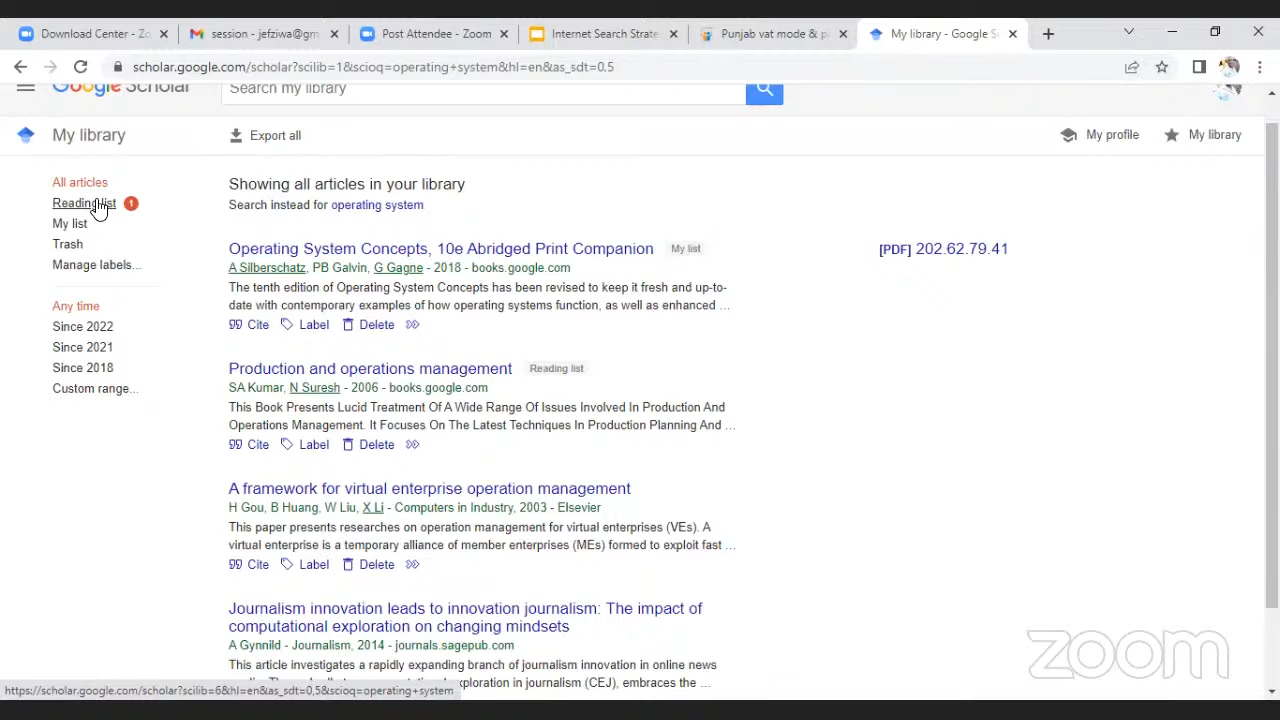 Download Center - Zo
session - jefziwa@gm
Post Attendee - Zoom
Internet Search Strate
Punjab vat mode & p
My library - Google S
scholar.google.com/scholar?scilib=1&scioq=operating+system&hl=en&as_sdt=0,5
Google Scholar
Search my library
My library
Export all
My profile
My library
All articles
Reading list 1
My list
Trash
Manage labels...
Any time
Since 2022
Since 2021
Since 2018
Custom range...
Showing all articles in your library
Search instead for operating system
Operating System Concepts, 10e Abridged Print Companion My list
[PDF] 202.62.79.41
A Silberschatz, PB Galvin, G Gagne - 2018 - books.google.com
The tenth edition of Operating System Concepts has been revised to keep it fresh and up-to-
date with contemporary examples of how operating systems function, as well as enhanced ...
Cite Label Delete
Production and operations management Reading list
SA Kumar, N Suresh - 2006 - books.google.com
This Book Presents Lucid Treatment Of A Wide Range Of Issues Involved In Production And
Operations Management. It Focuses On The Latest Techniques In Production Planning And ...
Cite Label Delete
A framework for virtual enterprise operation management
H Gou, B Huang, W Liu, X Li - Computers in Industry, 2003 - Elsevier
This paper presents researches on operation management for virtual enterprises (VEs). A
virtual enterprise is a temporary alliance of member enterprises (MEs) formed to exploit fast ...
Cite Label Delete
Journalism innovation leads to innovation journalism: The impact of
computational exploration on changing mindsets
A Gynnild - Journalism, 2014 - journals.sagepub.com
This article investigates a rapidly expanding branch of journalism innovation in online news
exploration in journalism (CEJ), embraces the ...
https://scholar.google.com/scholar?scilib=6&hl=en&as_sdt=0,5&scioq=operating+system
zoom